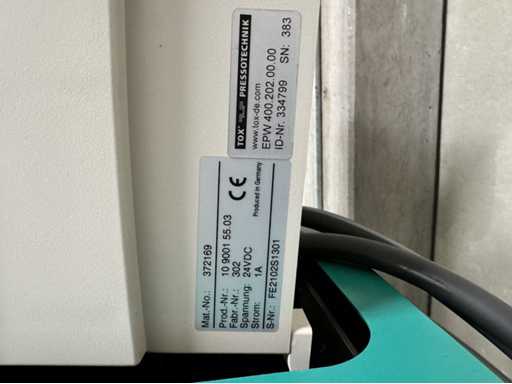 TOX® PRESSOTECHNIK
www.tox-de.com
EPW 400.202.00.00
ID-Nr. 334799 SN: 383
CE
Produced in Germany
Mat.-No.: 372169
Prod.-Nr.: 10 9001 55.03
Fabr.-Nr.: 302
Spannung: 24VDC
Strom: 1A
S-Nr.: FE2102S1301